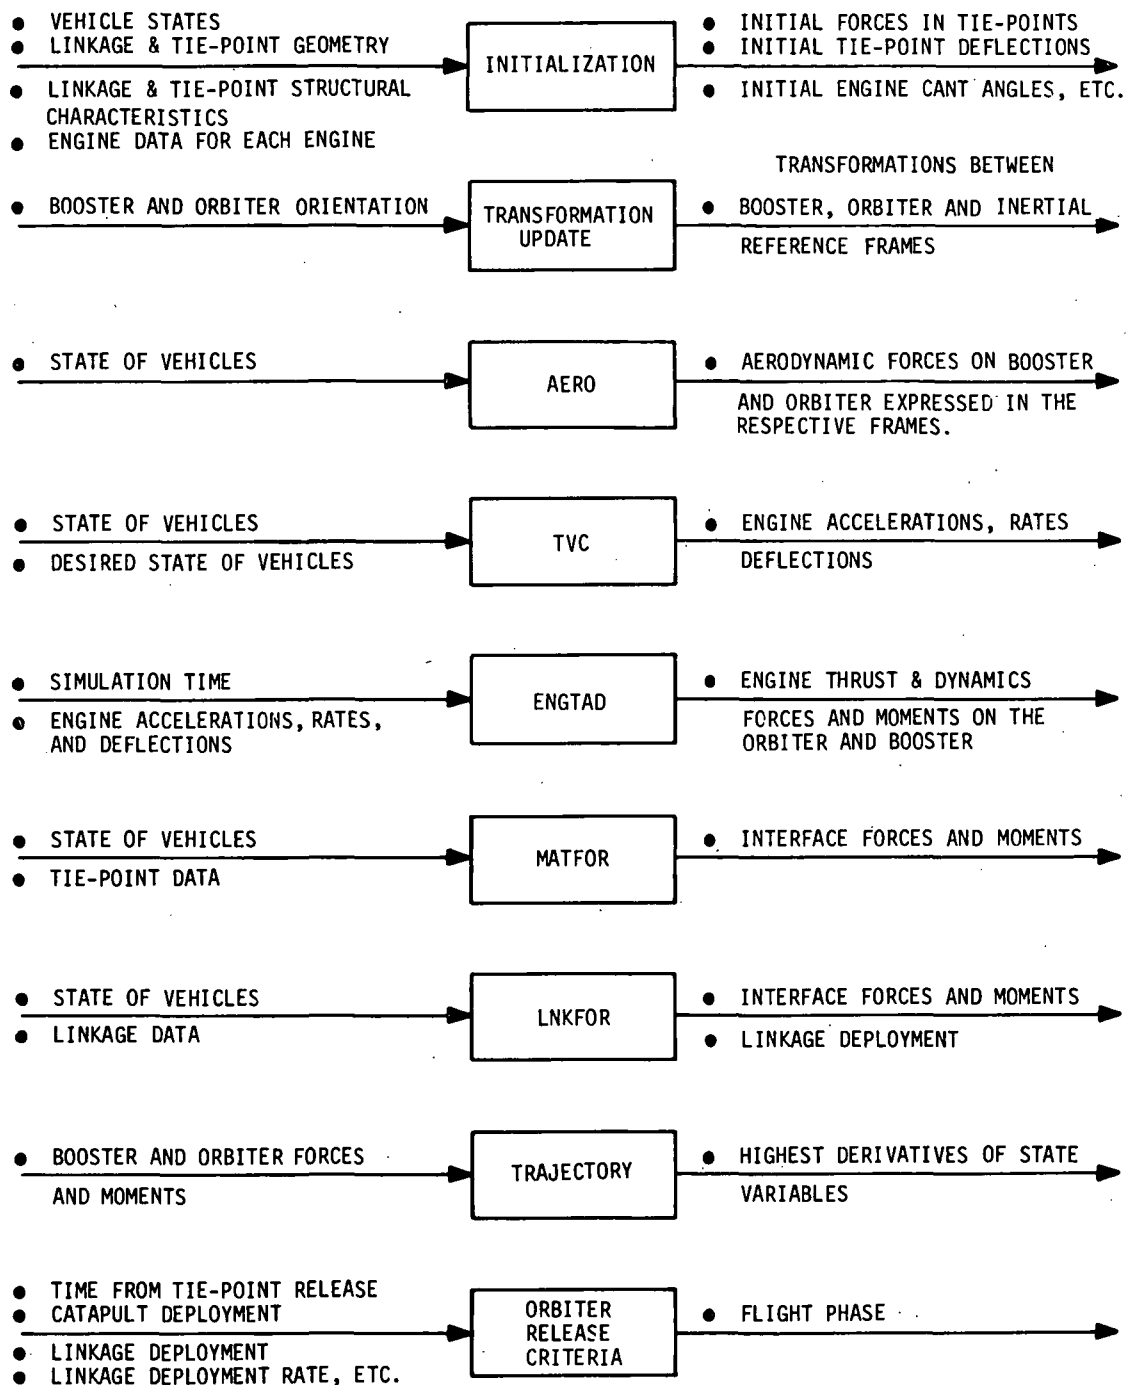 ● VEHICLE STATES
● LINKAGE & TIE-POINT GEOMETRY
● LINKAGE & TIE-POINT STRUCTURAL
CHARACTERISTICS
● ENGINE DATA FOR EACH ENGINE
INITIALIZATION
● INITIAL FORCES IN TIE-POINTS
● INITIAL TIE-POINT DEFLECTIONS
● INITIAL ENGINE CANT ANGLES, ETC.
● BOOSTER AND ORBITER ORIENTATION
TRANSFORMATION
UPDATE
TRANSFORMATIONS BETWEEN
● BOOSTER, ORBITER AND INERTIAL
REFERENCE FRAMES
● STATE OF VEHICLES
AERO
● AERODYNAMIC FORCES ON BOOSTER
AND ORBITER EXPRESSED IN THE
RESPECTIVE FRAMES.
● STATE OF VEHICLES
● DESIRED STATE OF VEHICLES
TVC
● ENGINE ACCELERATIONS, RATES
DEFLECTIONS
● SIMULATION TIME
● ENGINE ACCELERATIONS, RATES,
AND DEFLECTIONS
ENGTAD
● ENGINE THRUST & DYNAMICS
FORCES AND MOMENTS ON THE
ORBITER AND BOOSTER
● STATE OF VEHICLES
● TIE-POINT DATA
MATFOR
● INTERFACE FORCES AND MOMENTS
● STATE OF VEHICLES
● LINKAGE DATA
LNKFOR
● INTERFACE FORCES AND MOMENTS
● LINKAGE DEPLOYMENT
● BOOSTER AND ORBITER FORCES
AND MOMENTS
TRAJECTORY
● HIGHEST DERIVATIVES OF STATE
VARIABLES
● TIME FROM TIE-POINT RELEASE
● CATAPULT DEPLOYMENT
● LINKAGE DEPLOYMENT
● LINKAGE DEPLOYMENT RATE, ETC.
ORBITER
RELEASE
CRITERIA
● FLIGHT PHASE